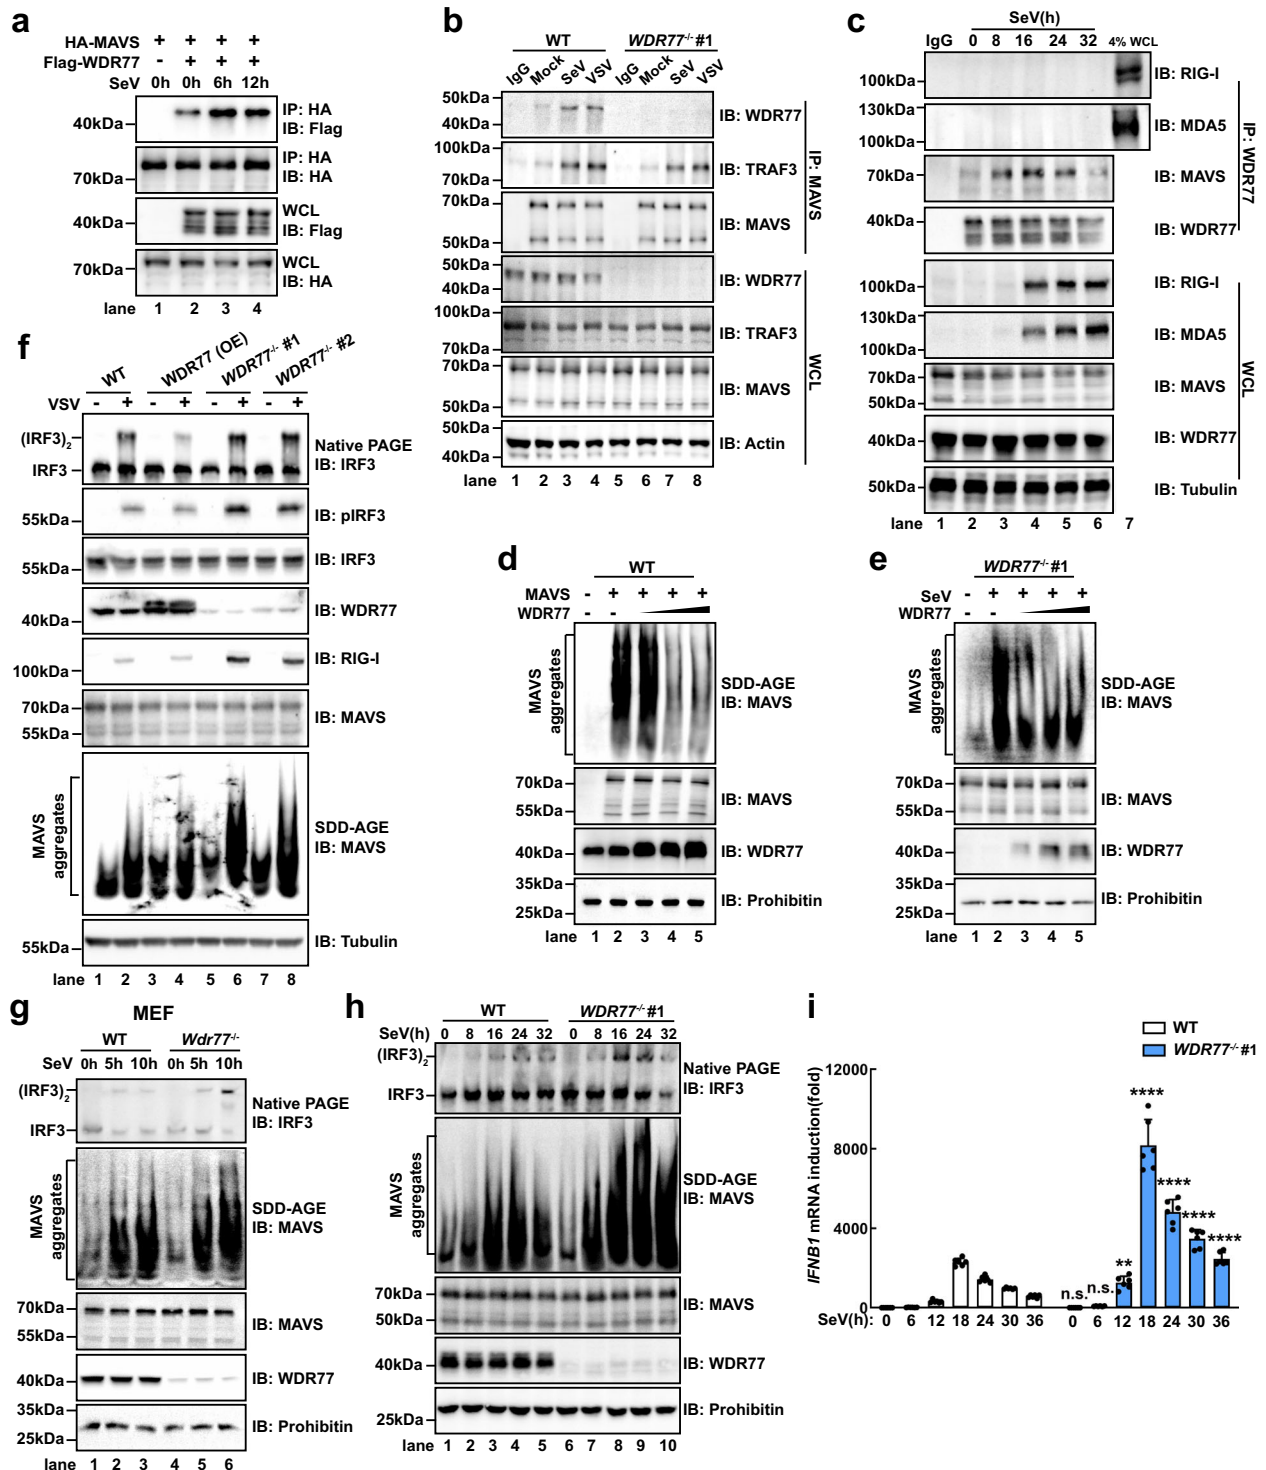 a
HA-MAVS + + + +
Flag-WDR77 - + + +
SeV 0h 0h 6h 12h
40kDa
IP: HA
IB: Flag
70kDa
IP: HA
IB: HA
40kDa
WCL
IB: Flag
70kDa
WCL
IB: HA
lane 1 2 3 4
b
WT WDR77-/- #1
IgG Mock SeV VSV IgG Mock SeV VSV
50kDa
40kDa
IB: WDR77
100kDa
70kDa
IB: TRAF3
70kDa
50kDa
IB: MAVS
IP: MAVS
50kDa
40kDa
IB: WDR77
100kDa
70kDa
IB: TRAF3
70kDa
50kDa
IB: MAVS
50kDa
40kDa
IB: Actin
WCL
lane 1 2 3 4 5 6 7 8
c
SeV(h)
IgG 0 8 16 24 32 4% WCL
100kDa
IB: RIG-I
130kDa
100kDa
IB: MDA5
70kDa
IB: MAVS
40kDa
IB: WDR77
IP: WDR77
100kDa
IB: RIG-I
130kDa
100kDa
IB: MDA5
70kDa
50kDa
IB: MAVS
40kDa
IB: WDR77
50kDa
IB: Tubulin
WCL
lane 1 2 3 4 5 6 7
d
WT
MAVS - + + + +
WDR77 - -
MAVS
aggregates
SDD-AGE
IB: MAVS
70kDa
55kDa
IB: MAVS
40kDa
IB: WDR77
35kDa
25kDa
IB: Prohibitin
lane 1 2 3 4 5
e
WDR77-/- #1
SeV - + + + +
WDR77 - -
MAVS
aggregates
SDD-AGE
IB: MAVS
70kDa
55kDa
IB: MAVS
40kDa
IB: WDR77
35kDa
25kDa
IB: Prohibitin
lane 1 2 3 4 5
f
WT WDR77 (OE) WDR77-/- #1 WDR77-/- #2
VSV - + - + - + - +
(IRF3)2
IRF3
Native PAGE
IB: IRF3
55kDa
IB: pIRF3
55kDa
IB: IRF3
40kDa
IB: WDR77
100kDa
IB: RIG-I
70kDa
55kDa
IB: MAVS
MAVS
aggregates
SDD-AGE
IB: MAVS
55kDa
IB: Tubulin
lane 1 2 3 4 5 6 7 8
g
MEF
WT Wdr77-/-
SeV 0h 5h 10h 0h 5h 10h
(IRF3)2
IRF3
Native PAGE
IB: IRF3
MAVS
aggregates
SDD-AGE
IB: MAVS
70kDa
55kDa
IB: MAVS
40kDa
IB: WDR77
35kDa
25kDa
IB: Prohibitin
lane 1 2 3 4 5 6
h
WT WDR77-/- #1
SeV(h) 0 8 16 24 32 0 8 16 24 32
(IRF3)2
IRF3
Native PAGE
IB: IRF3
MAVS
aggregates
SDD-AGE
IB: MAVS
70kDa
50kDa
IB: MAVS
40kDa
IB: WDR77
25kDa
IB: Prohibitin
lane 1 2 3 4 5 6 7 8 9 10
i
WT
WDR77-/- #1
IFNB1 mRNA induction(fold)
12000
8000
4000
0
n.s. n.s. ** **** **** **** ****
SeV(h): 0 6 12 18 24 30 36 0 6 12 18 24 30 36